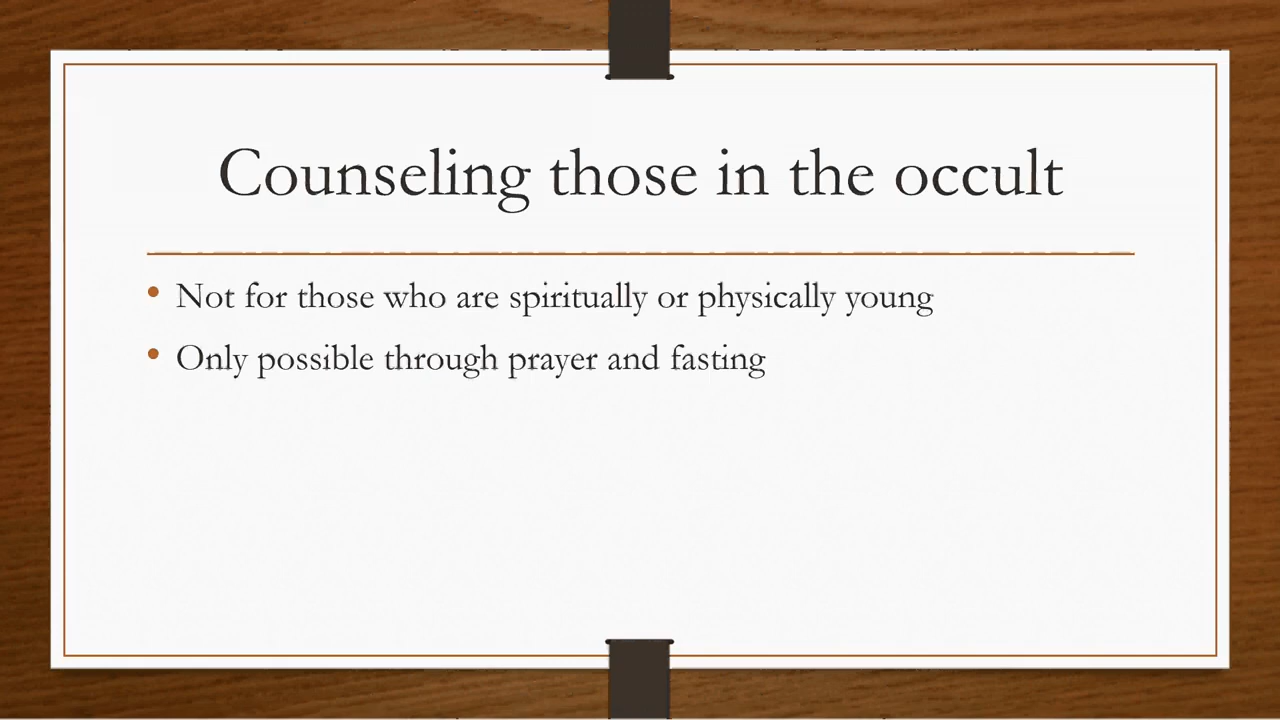 Counseling those in the occult
• Not for those who are spiritually or physically young
• Only possible through prayer and fasting